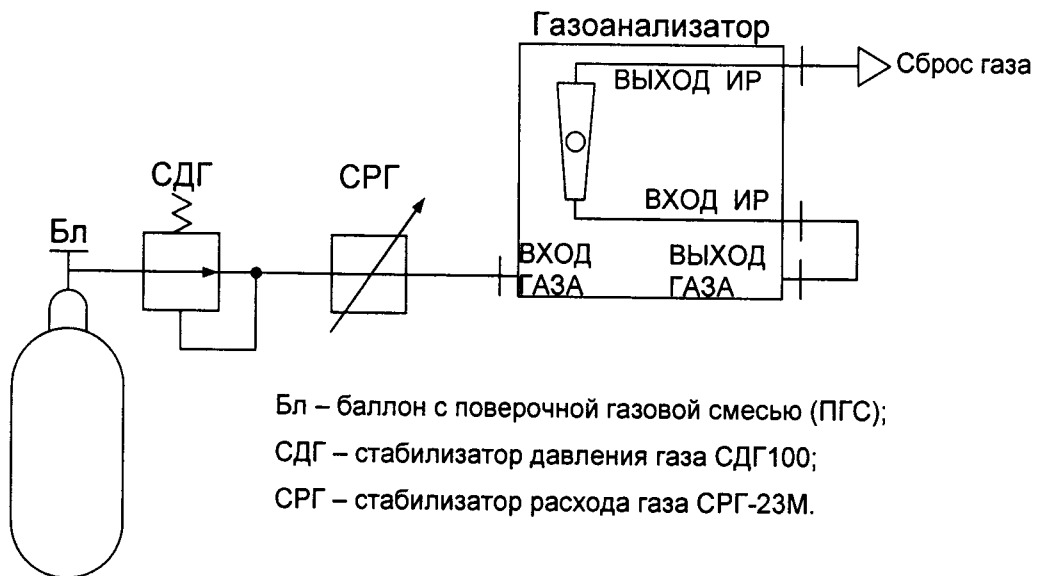 Газоанализатор
ВЫХОД ИР
Сброс газа
СДГ
СРГ
Бл
ВХОД ИР
ВХОД
ГАЗА
ВЫХОД
ГАЗА
Бл – баллон с поверочной газовой смесью (ПГС);
СДГ – стабилизатор давления газа СДГ100;
СРГ – стабилизатор расхода газа СРГ-23М.